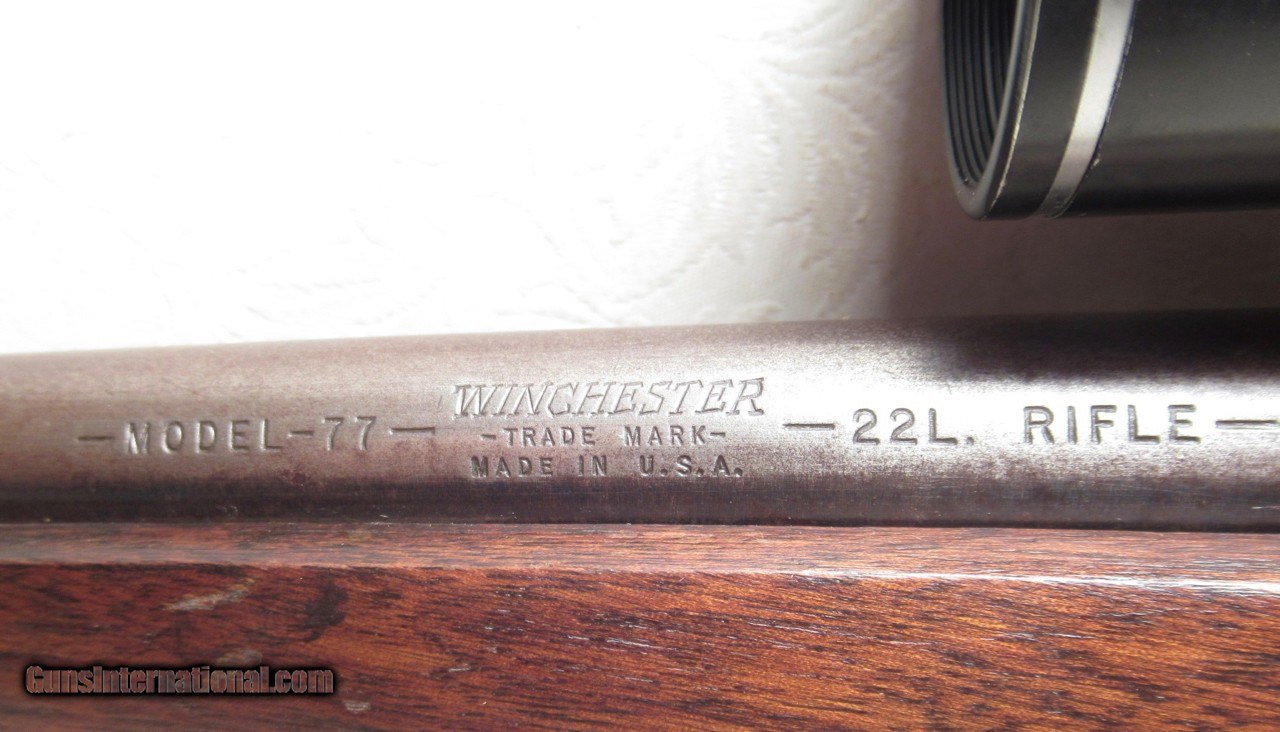 —MODEL-77—
WINCHESTER
-TRADE MARK-
MADE IN U.S.A.
—22L. RIFLE—
GunsInternational.com